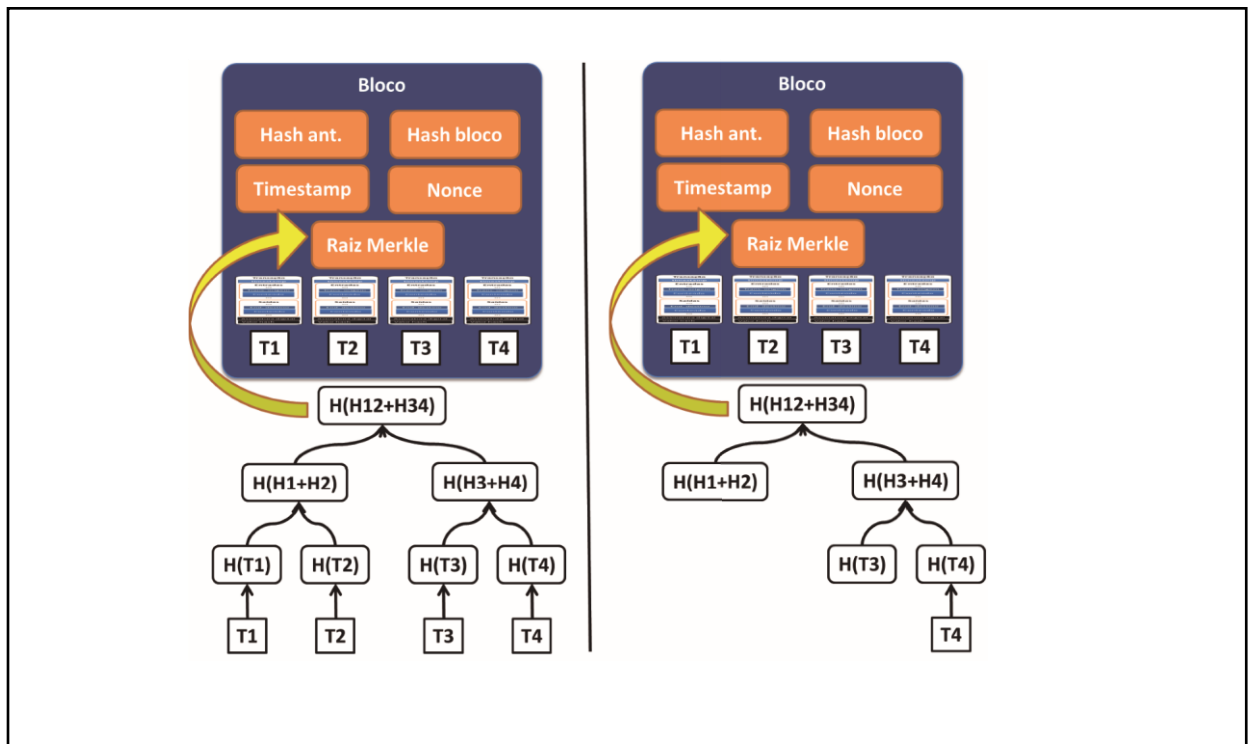 Bloco
Hash ant. Hash bloco
Timestamp Nonce
Raiz Merkle
T1 T2 T3 T4
H(H12+H34)
H(H1+H2) H(H3+H4)
H(T1) H(T2) H(T3) H(T4)
T1 T2 T3 T4
Bloco
Hash ant. Hash bloco
Timestamp Nonce
Raiz Merkle
T1 T2 T3 T4
H(H12+H34)
H(H1+H2) H(H3+H4)
H(T3) H(T4)
T4